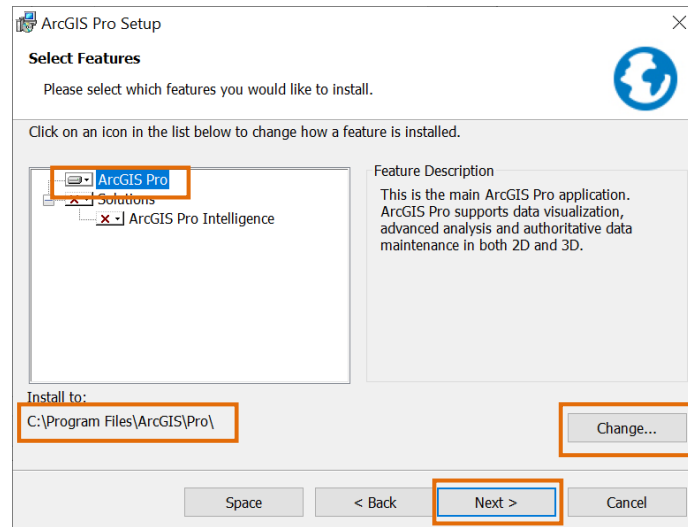 ArcGIS Pro Setup
Select Features
Please select which features you would like to install.
Click on an icon in the list below to change how a feature is installed.
ArcGIS Pro
Solutions
ArcGIS Pro Intelligence
Feature Description
This is the main ArcGIS Pro application.
ArcGIS Pro supports data visualization,
advanced analysis and authoritative data
maintenance in both 2D and 3D.
Install to:
C:\Program Files\ArcGIS\Pro\
Change...
Space
< Back
Next >
Cancel